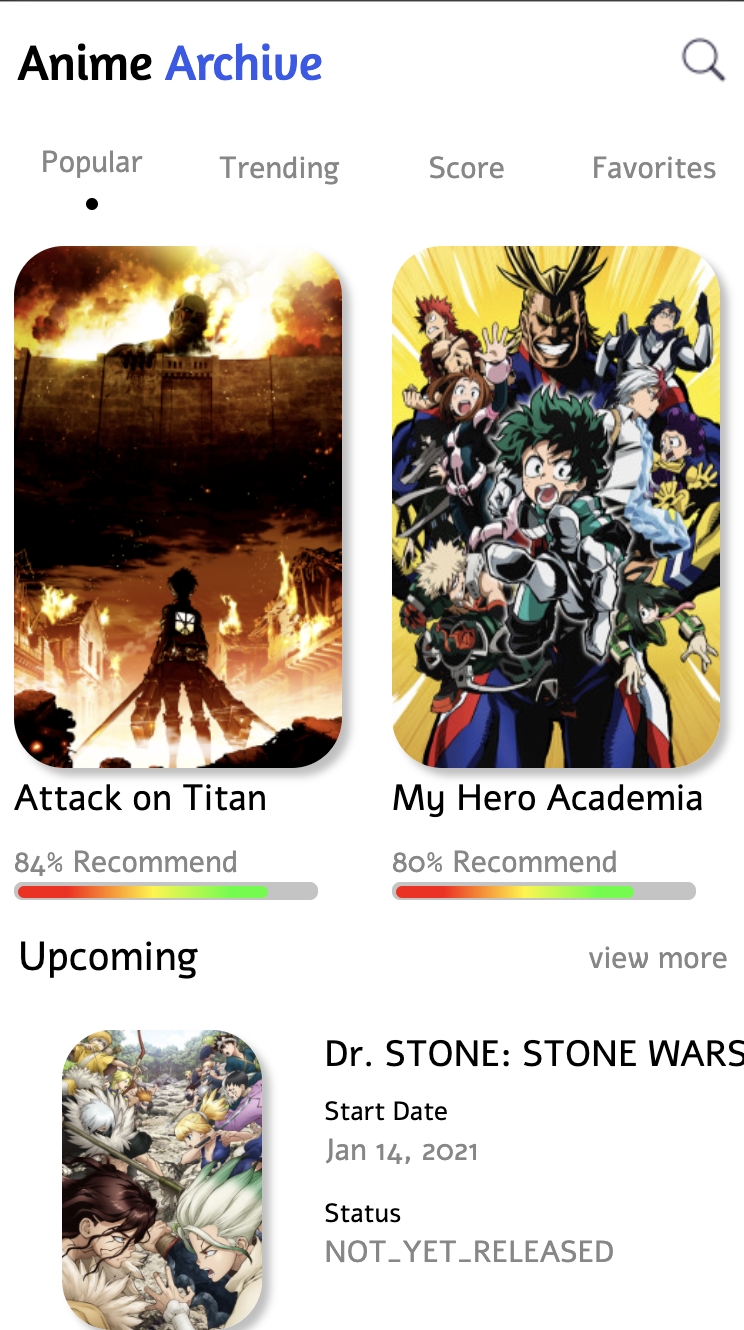 Anime Archive
Popular Trending Score Favorites
Attack on Titan
My Hero Academia
84% Recommend
80% Recommend
Upcoming
view more
Dr. STONE: STONE WARS
Start Date
Jan 14, 2021
Status
NOT_YET_RELEASED